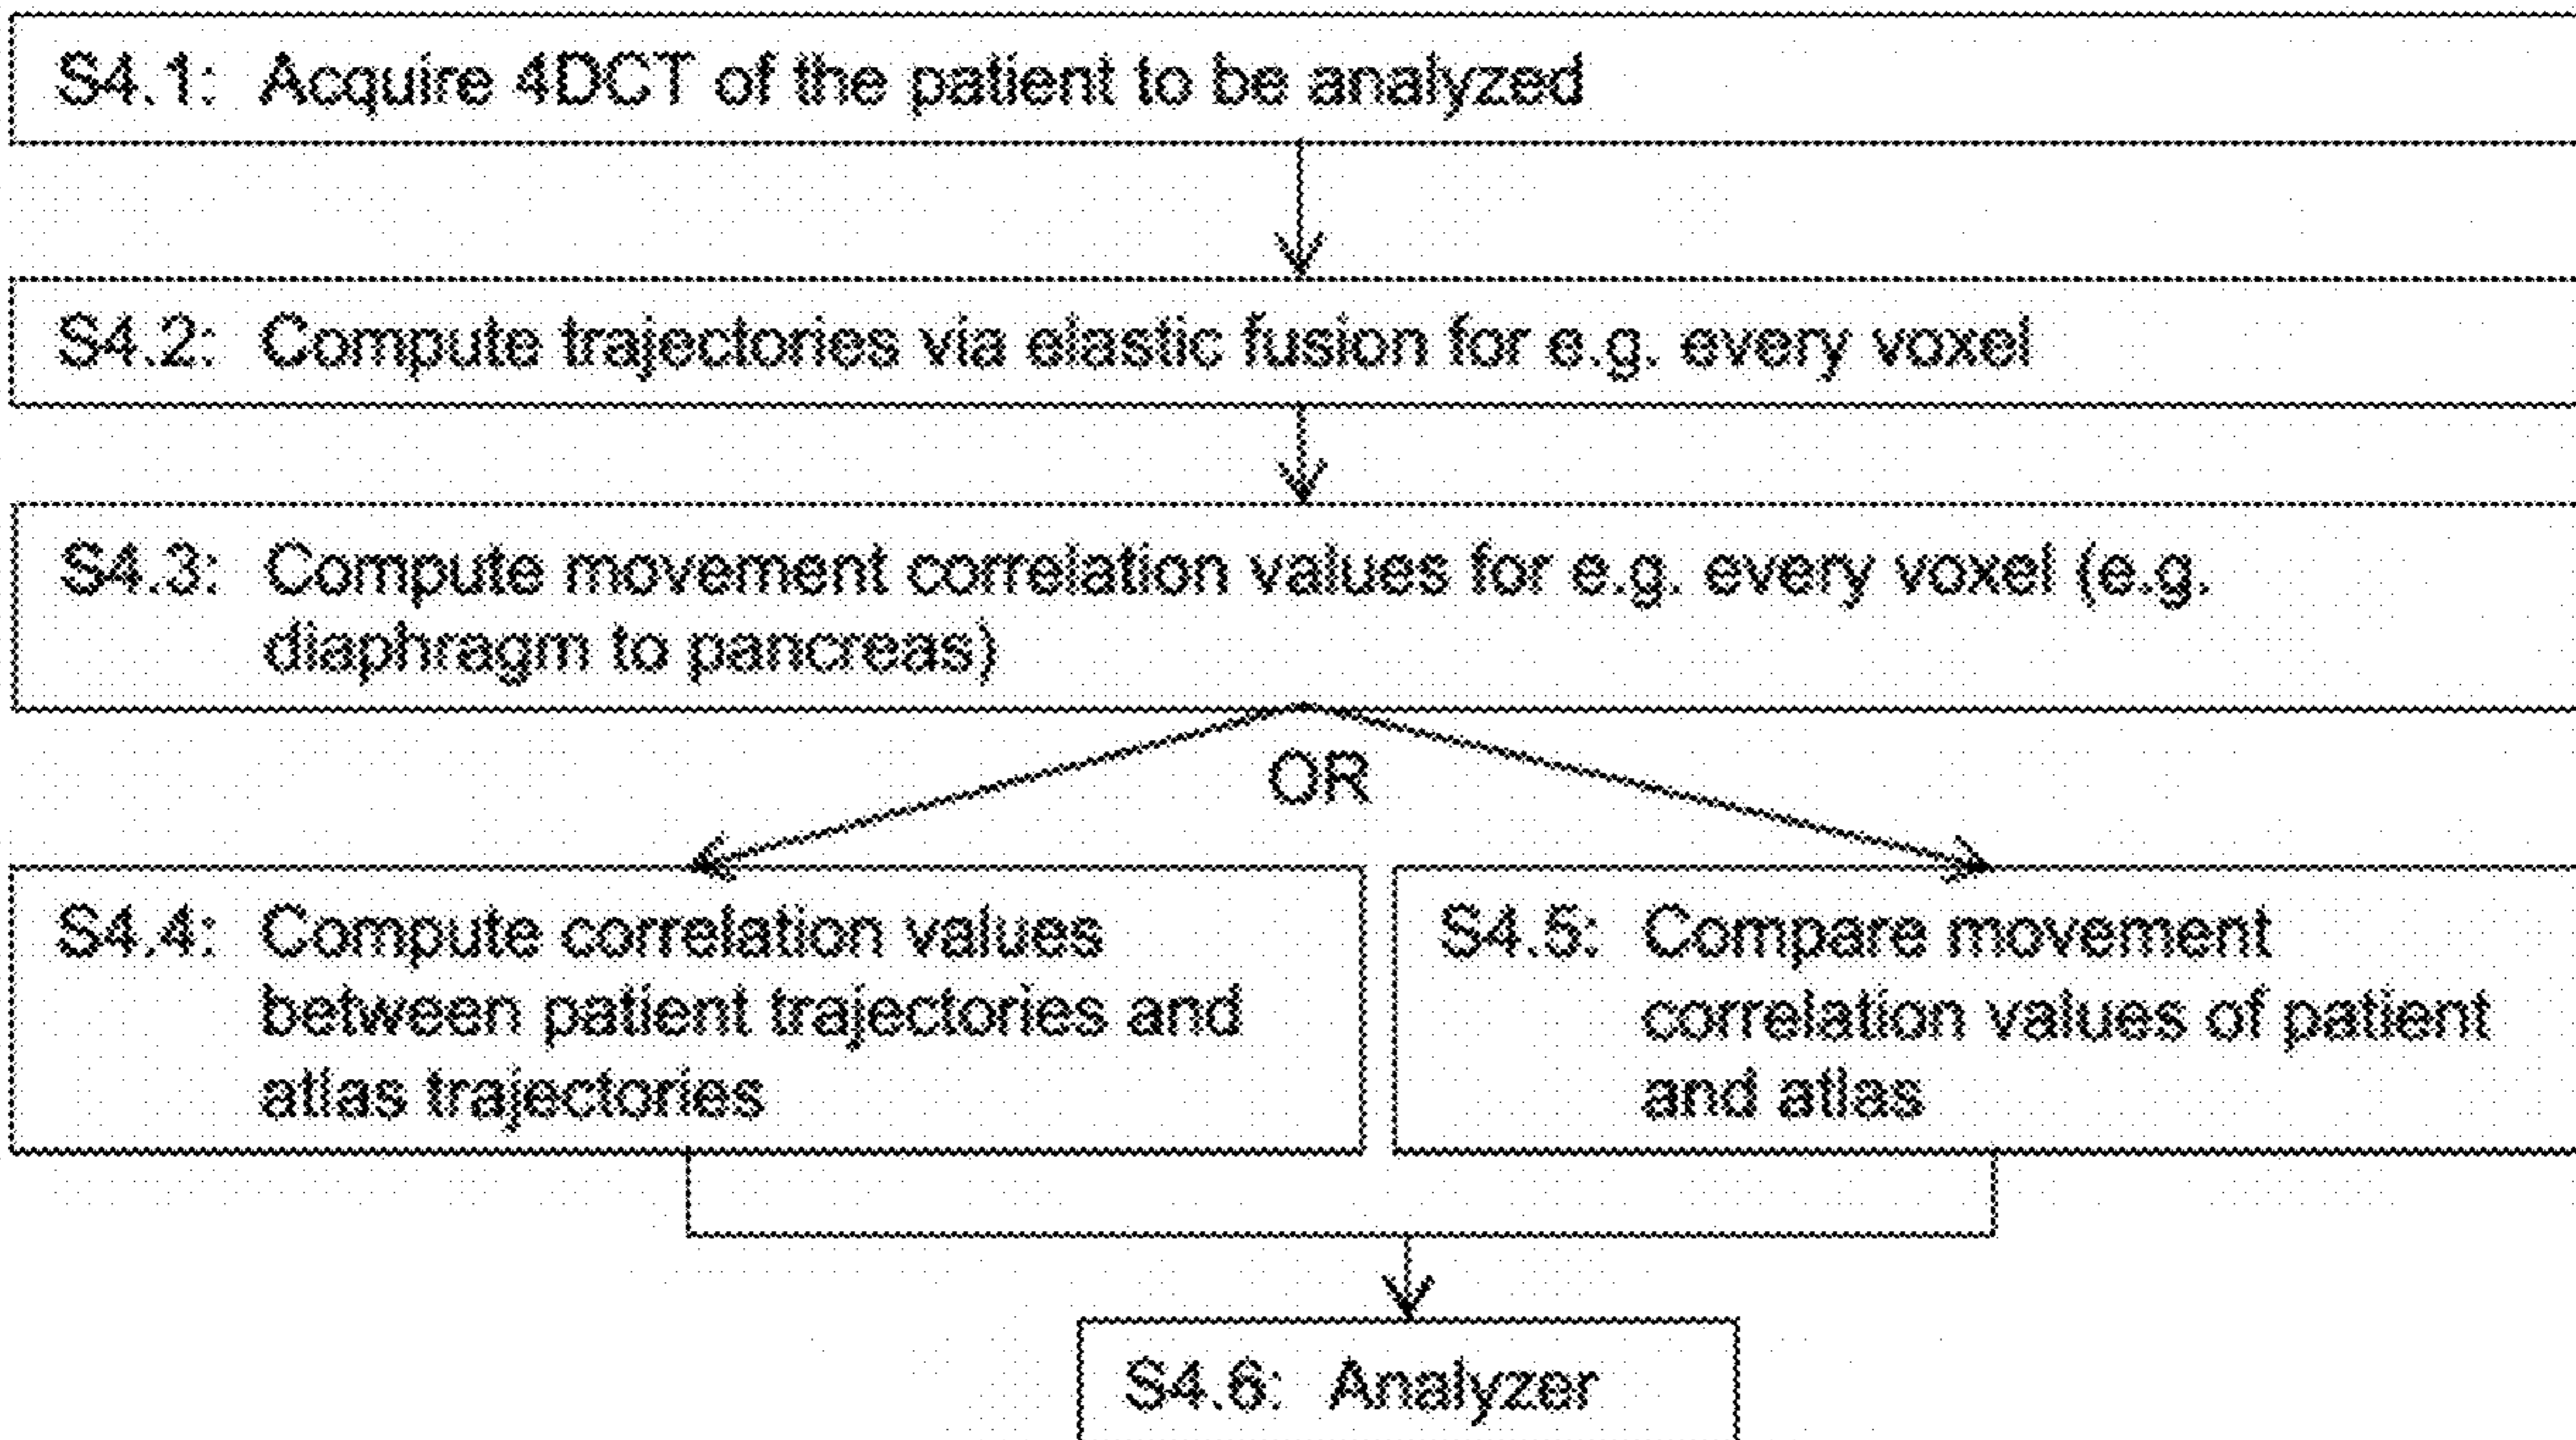 S4.1: Acquire 4DCT of the patient to be analyzed
S4.2: Compute trajectories via elastic fusion for e.g. every voxel
S4.3: Compute movement correlation values for e.g. every voxel (e.g.
diaphragm to pancreas)
OR
S4.4: Compute correlation values
between patient trajectories and
atlas trajectories
S4.5: Compare movement
correlation values of patient
and atlas
S4.6: Analyzer